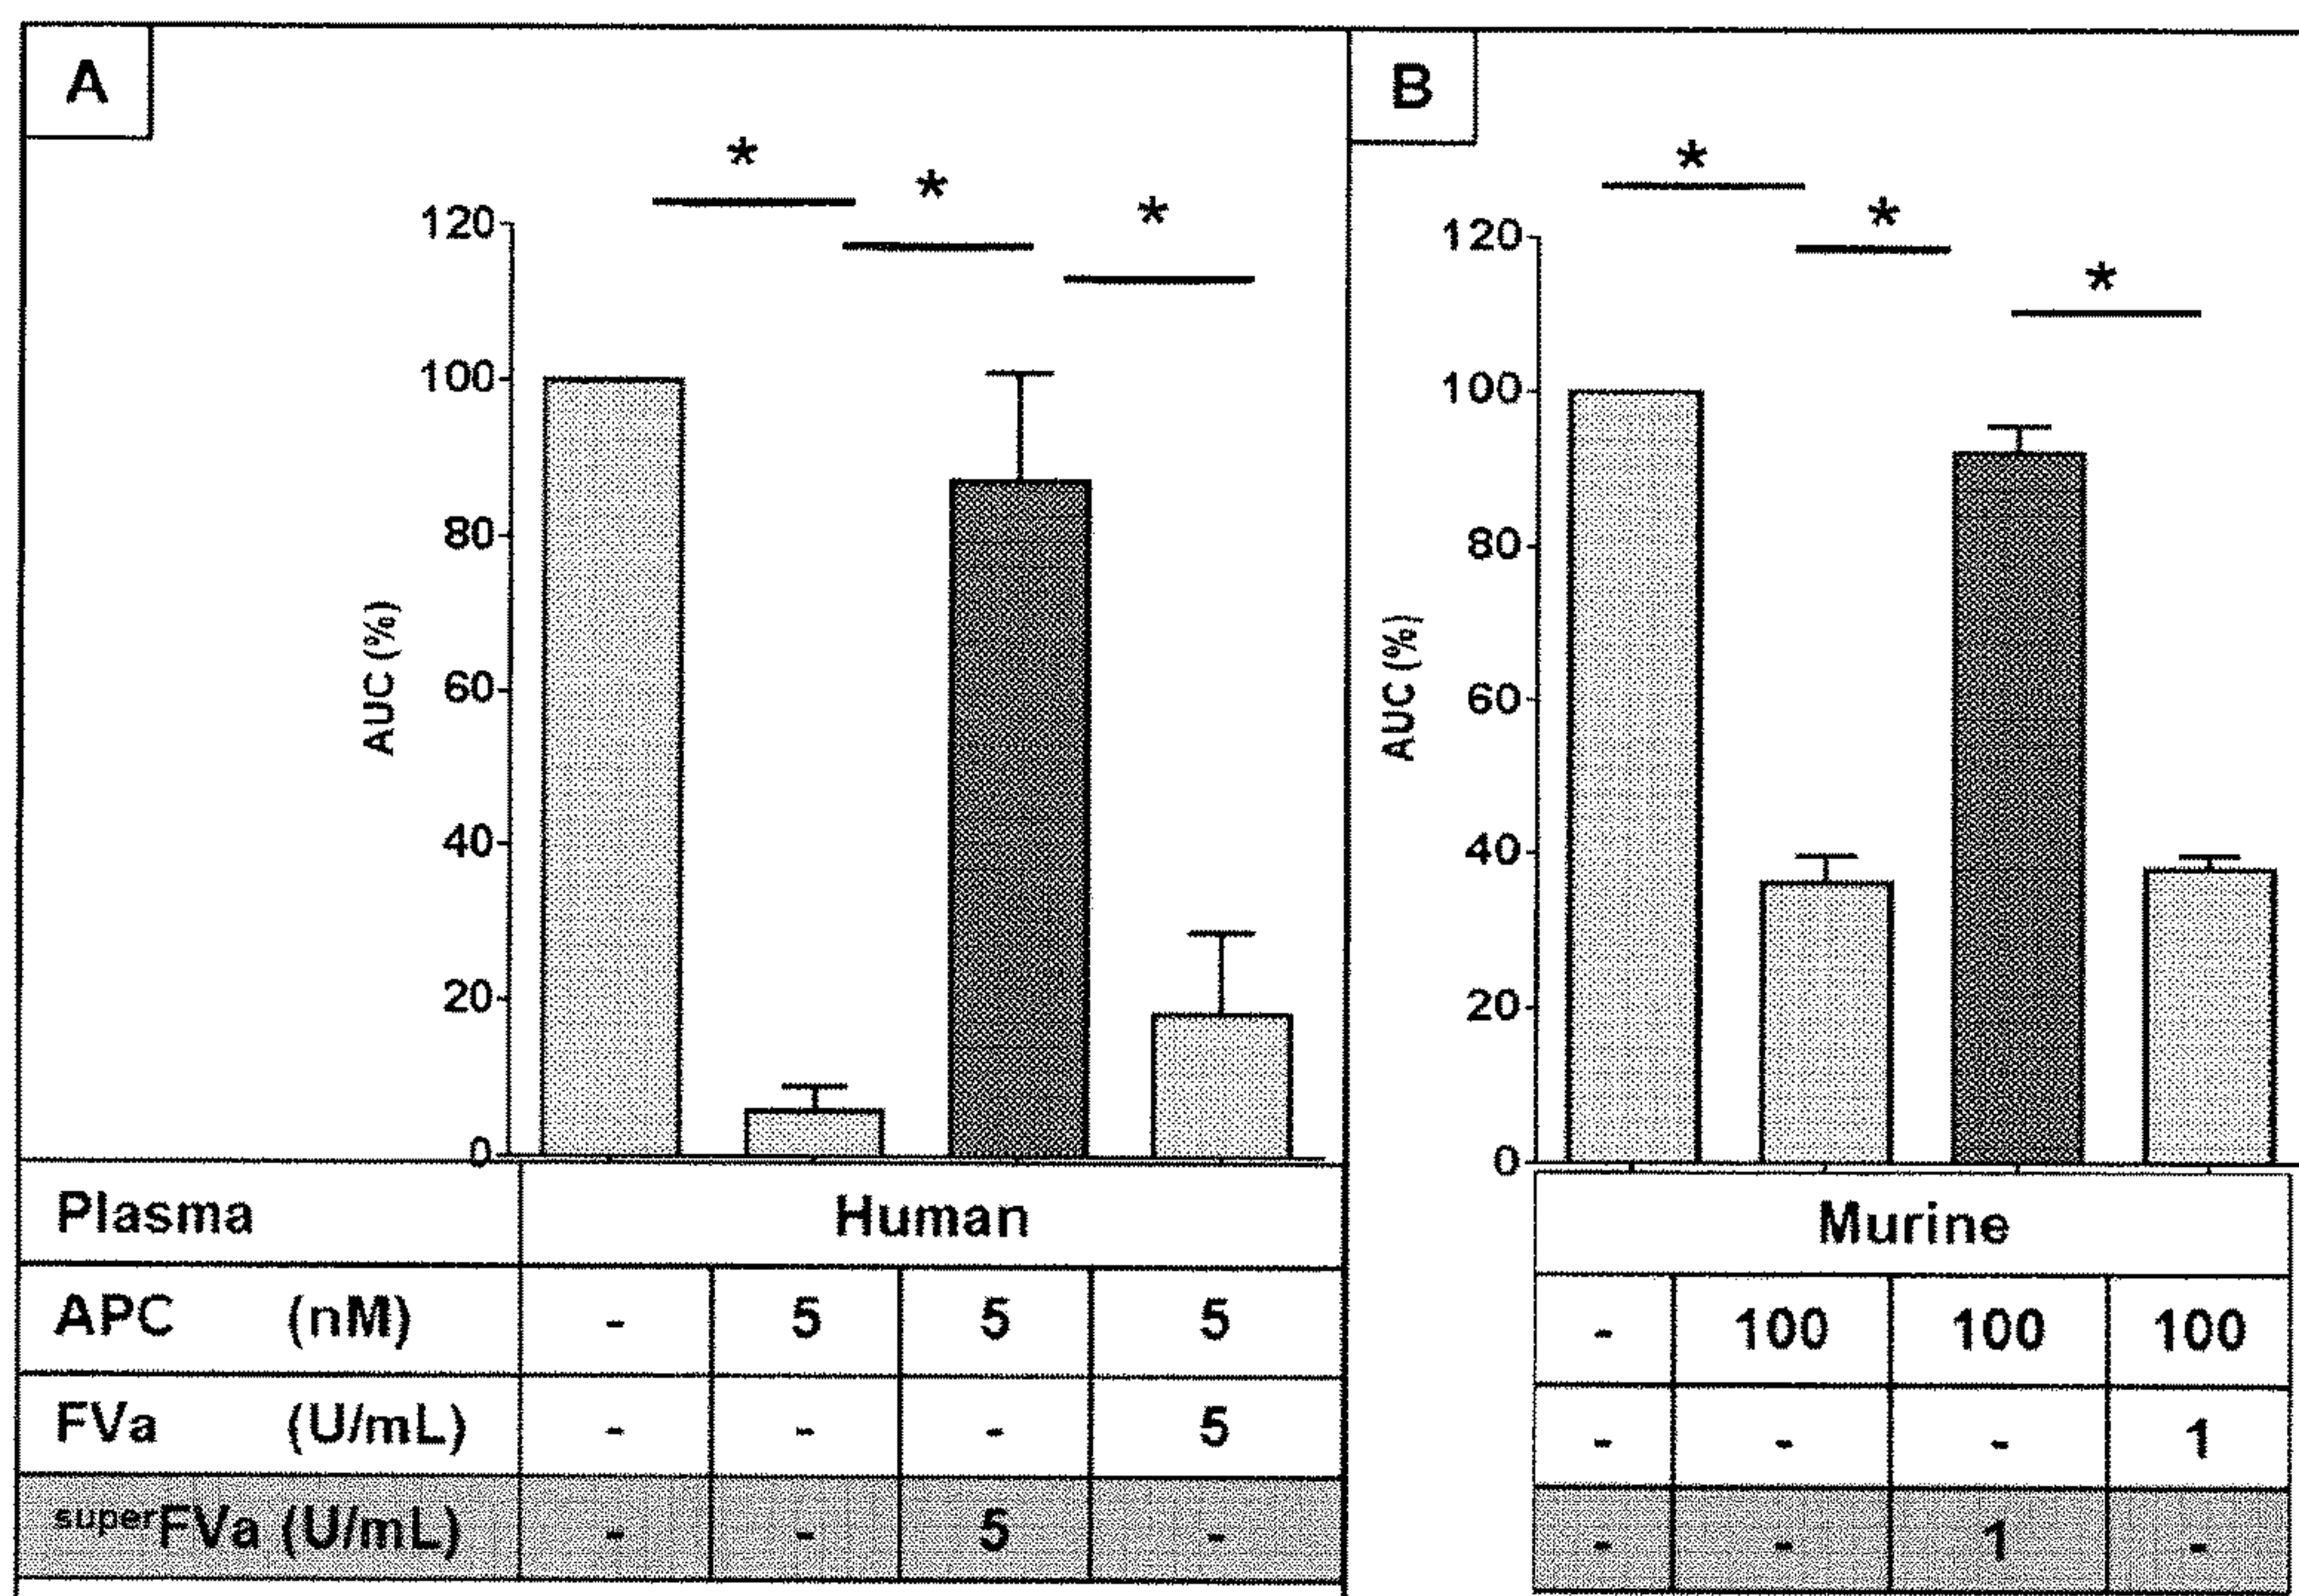 A
B
* * *
* * *
120
100
80
60
40
20
0
AUC (%)
120
100
80
60
40
20
0
AUC (%)
Plasma Human Murine
APC (nM) - 5 5 5 - 100 100 100
FVa (U/mL) - - - 5 - - - 1
superFVa (U/mL) - - 5 - - - 1 -